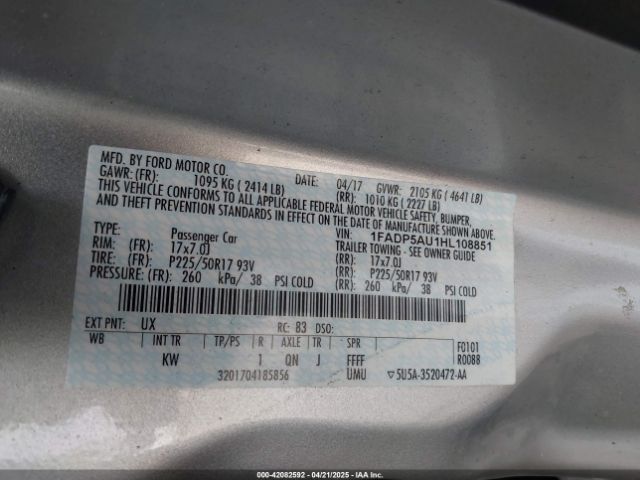 MFD. BY FORD MOTOR CO.
DATE: 04/17 GVWR: 2105 KG ( 4641 LB)
GAWR: (FR): 1095 KG ( 2414 LB) (RR): 1010 KG ( 2227 LB)
THIS VEHICLE CONFORMS TO ALL APPLICABLE FEDERAL MOTOR VEHICLE SAFETY, BUMPER,
AND THEFT PREVENTION STANDARDS IN EFFECT ON THE DATE OF MANUFACTURE SHOWN ABOVE.
VIN: 1FADP5AU1HL108851
TYPE: Passenger Car TRAILER TOWING - SEE OWNER GUIDE
RIM: (FR): 17x7.0J (RR): 17x7.0J
TIRE: (FR): P225/50R17 93V (RR): P225/50R17 93V
PRESSURE: (FR): 260 kPa/ 38 PSI COLD (RR): 260 kPa/ 38 PSI COLD
EXT PNT: UX RC: 83 DSO:
WB INT TR TP/PS R AXLE TR SPR F0101
KW 1 QN J FFFF R0088
3201704185856 UMU ▽5U5A-3520472-AA
000-42082592 | 04/21/2025 | IAA Inc.